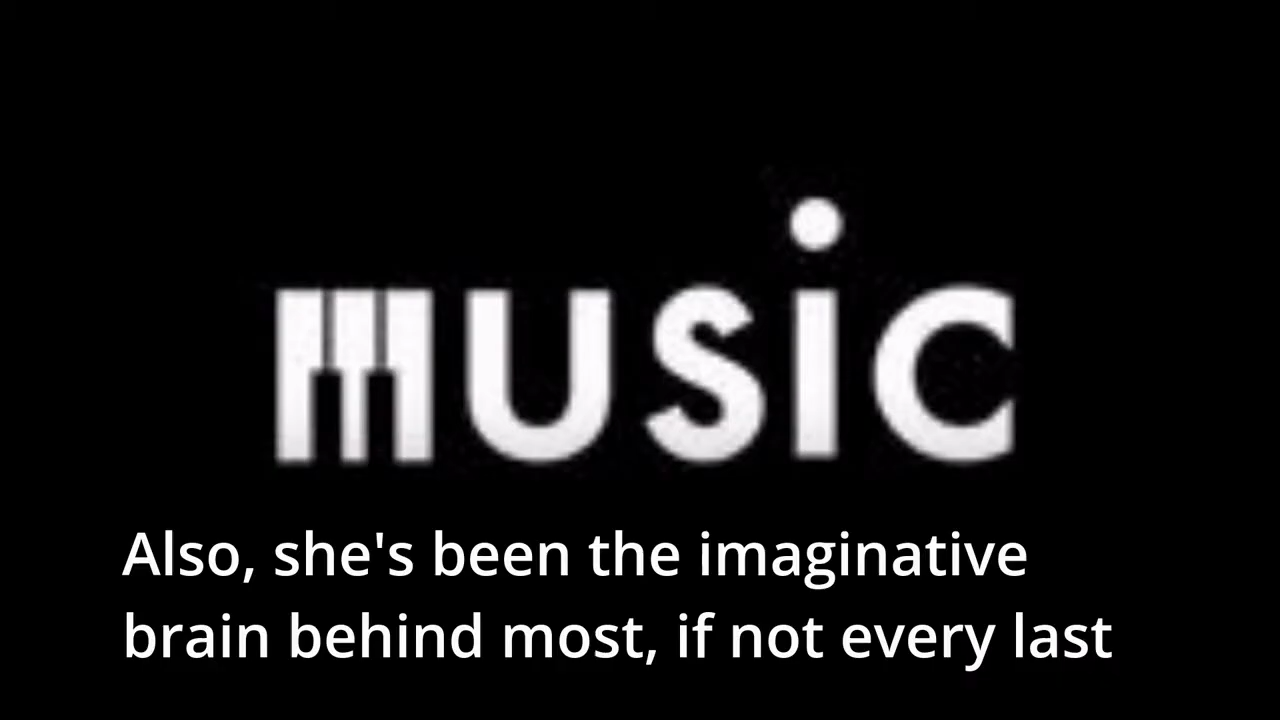 MUSiC
Also, she's been the imaginative
brain behind most, if not every last